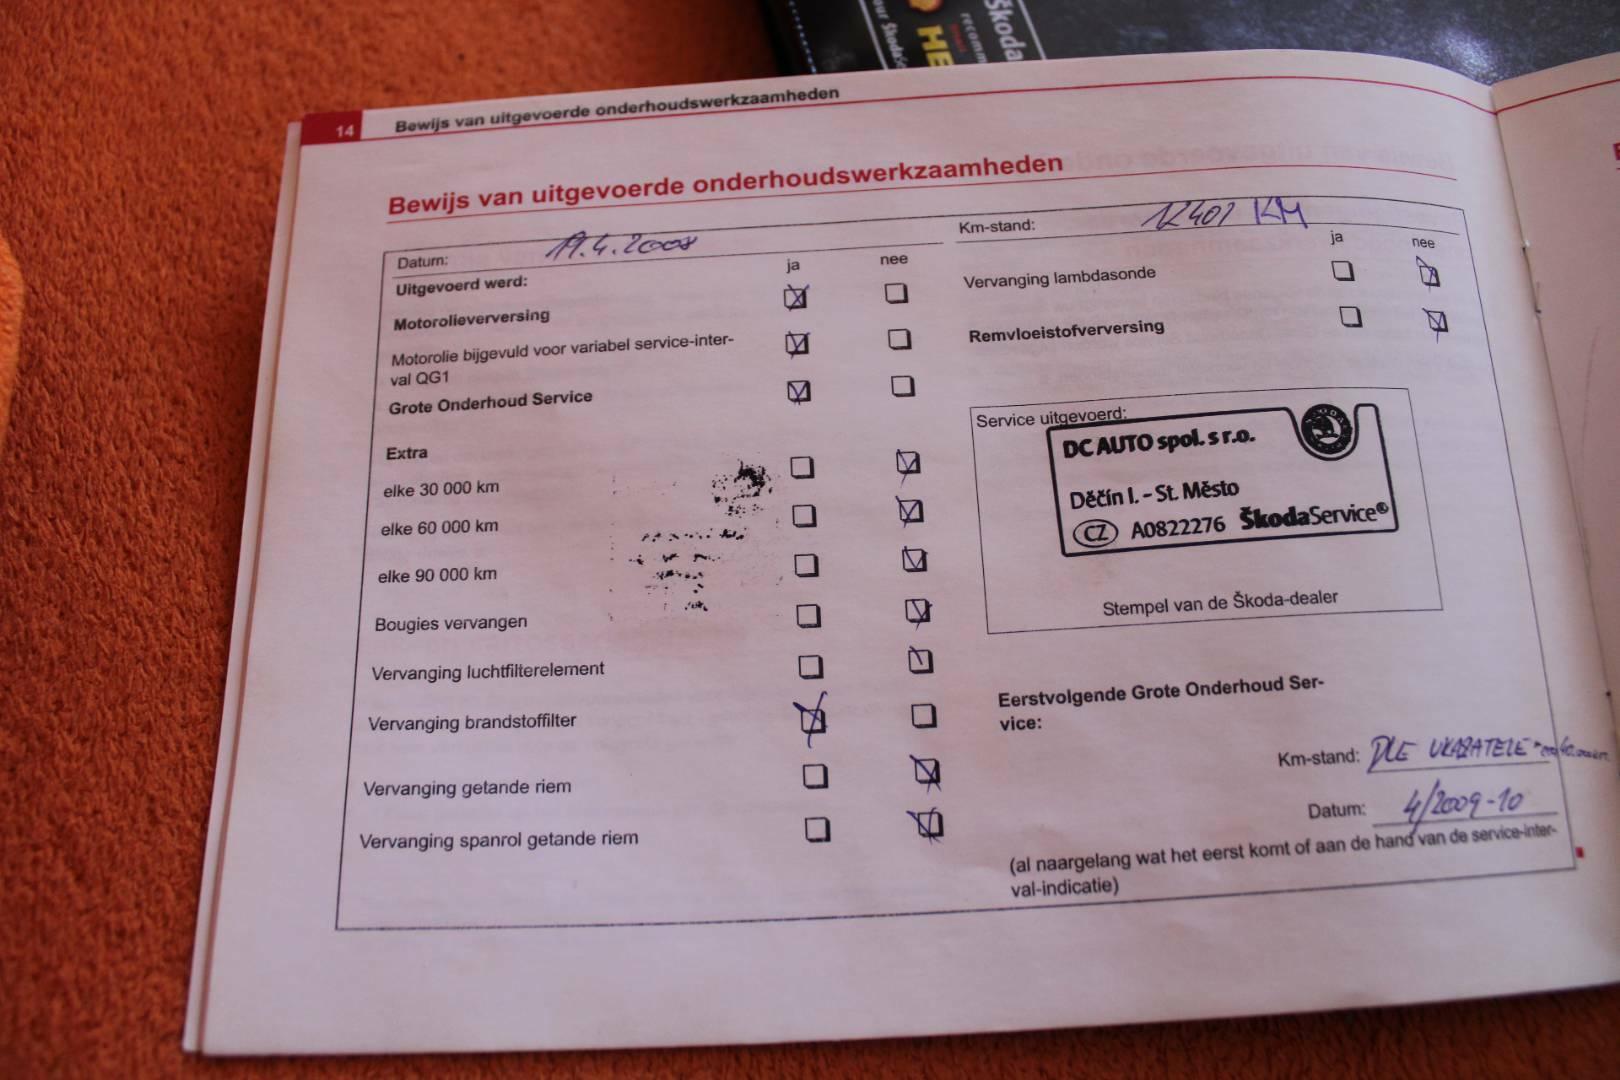 Škoda
recomm
HE
our Škoda
14 Bewijs van uitgevoerde onderhoudswerkzaamheden
Bewijs van uitgevoerde onderhoudswerkzaamheden
Datum: 19.4.2008
Km-stand: 12401 KM
Uitgevoerd werd:
ja nee
Motorolieverversing
Motorolie bijgevuld voor variabel service-inter-
val QG1
Grote Onderhoud Service
Extra
elke 30 000 km
elke 60 000 km
elke 90 000 km
Bougies vervangen
Vervanging luchtfilterelement
Vervanging brandstoffilter
Vervanging getande riem
Vervanging spanrol getande riem
ja nee
Vervanging lambdasonde
Remvloeistofverversing
Service uitgevoerd:
DC AUTO spol. s r.o.
Děčín I. - St. Město
CZ A0822276 ŠkodaService®
Stempel van de Škoda-dealer
Eerstvolgende Grote Onderhoud Ser-
vice:
Km-stand: DLE UKAZATELE
Datum: 4/2009-10
(al naargelang wat het eerst komt of aan de hand van de service-inter-
val-indicatie)